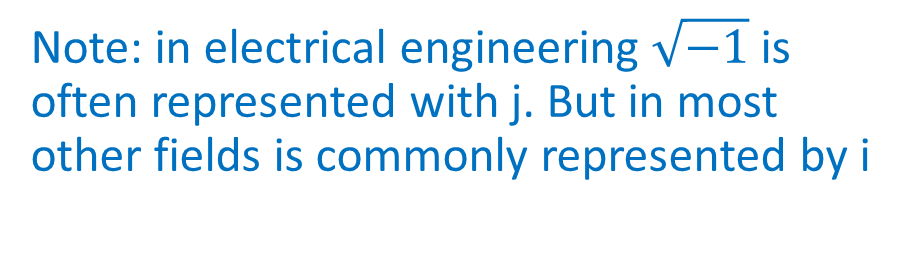 Note: in electrical engineering √−1 is
often represented with j. But in most
other fields is commonly represented by i